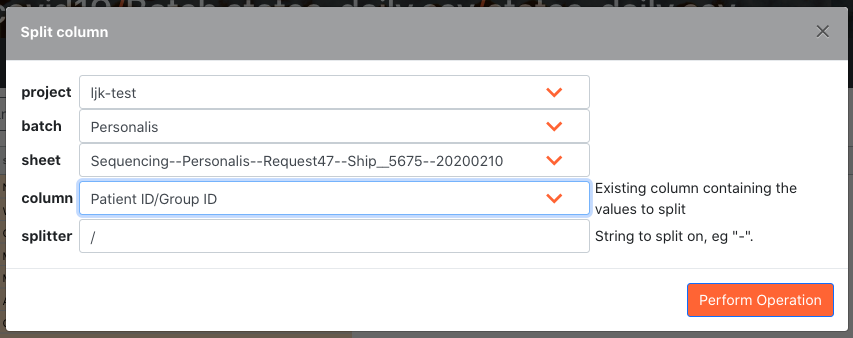 Split column
project ljk-test
batch Personalis
sheet Sequencing--Personalis--Request47--Ship__5675--20200210
column Patient ID/Group ID Existing column containing the
values to split
splitter / String to split on, eg "-".
Perform Operation